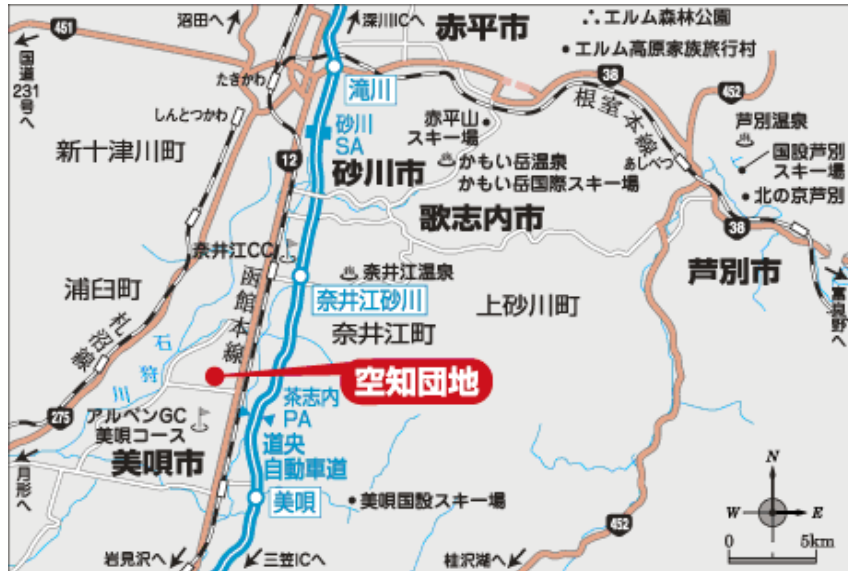 451
国道
231
号へ
沼田へ
深川ICへ
赤平市
エルム森林公園
エルム高原家族旅行村
たきかわ
しんとつかわ
滝川
砂川
SA
赤平山
スキー場
38
452
根室本線
あしべつ
芦別温泉
国設芦別
スキー場
北の京芦別
新十津川町
12
砂川市
かもい岳温泉
かもい岳国際スキー場
歌志内市
38
芦別市
富良野へ
奈井江CC
函館本線
奈井江温泉
浦臼町
奈井江砂川
上砂川町
奈井江町
札沼線
石狩川
空知団地
275
アルペンGC
美唄コース
茶志内
PA
道央
自動車道
美唄市
月形へ
美唄
美唄国設スキー場
452
岩見沢へ
三笠ICへ
桂沢湖へ
N
W
E
0
5km